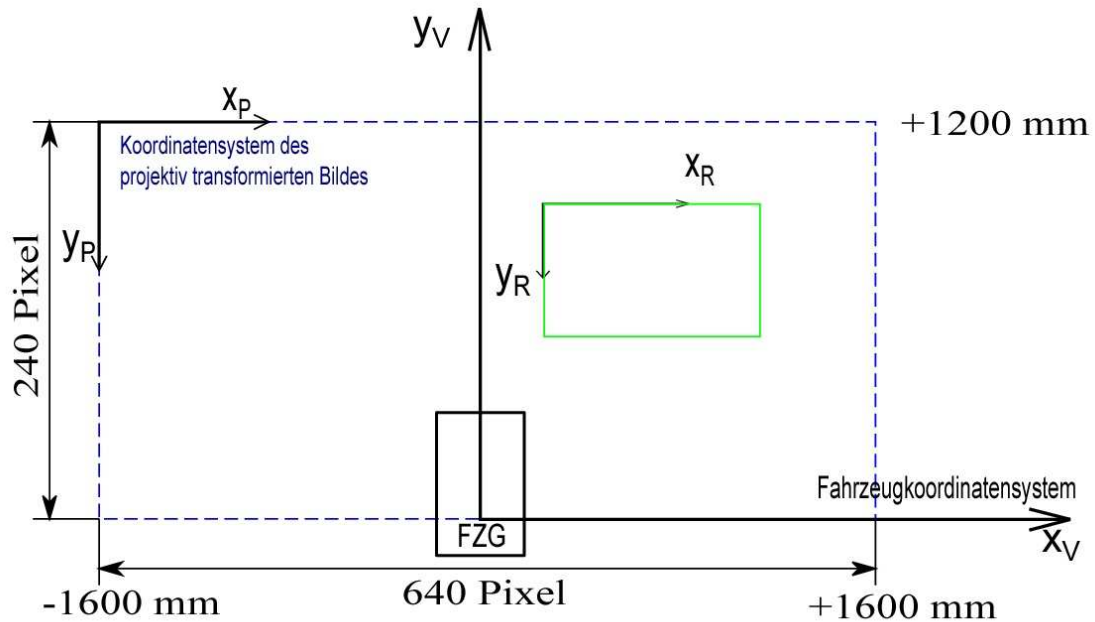 yV
xP
+1200 mm
Koordinatensystem des
projektiv transformierten Bildes
xR
yP
yR
240 Pixel
Fahrzeugkoordinatensystem
FZG
xV
640 Pixel
-1600 mm
+1600 mm